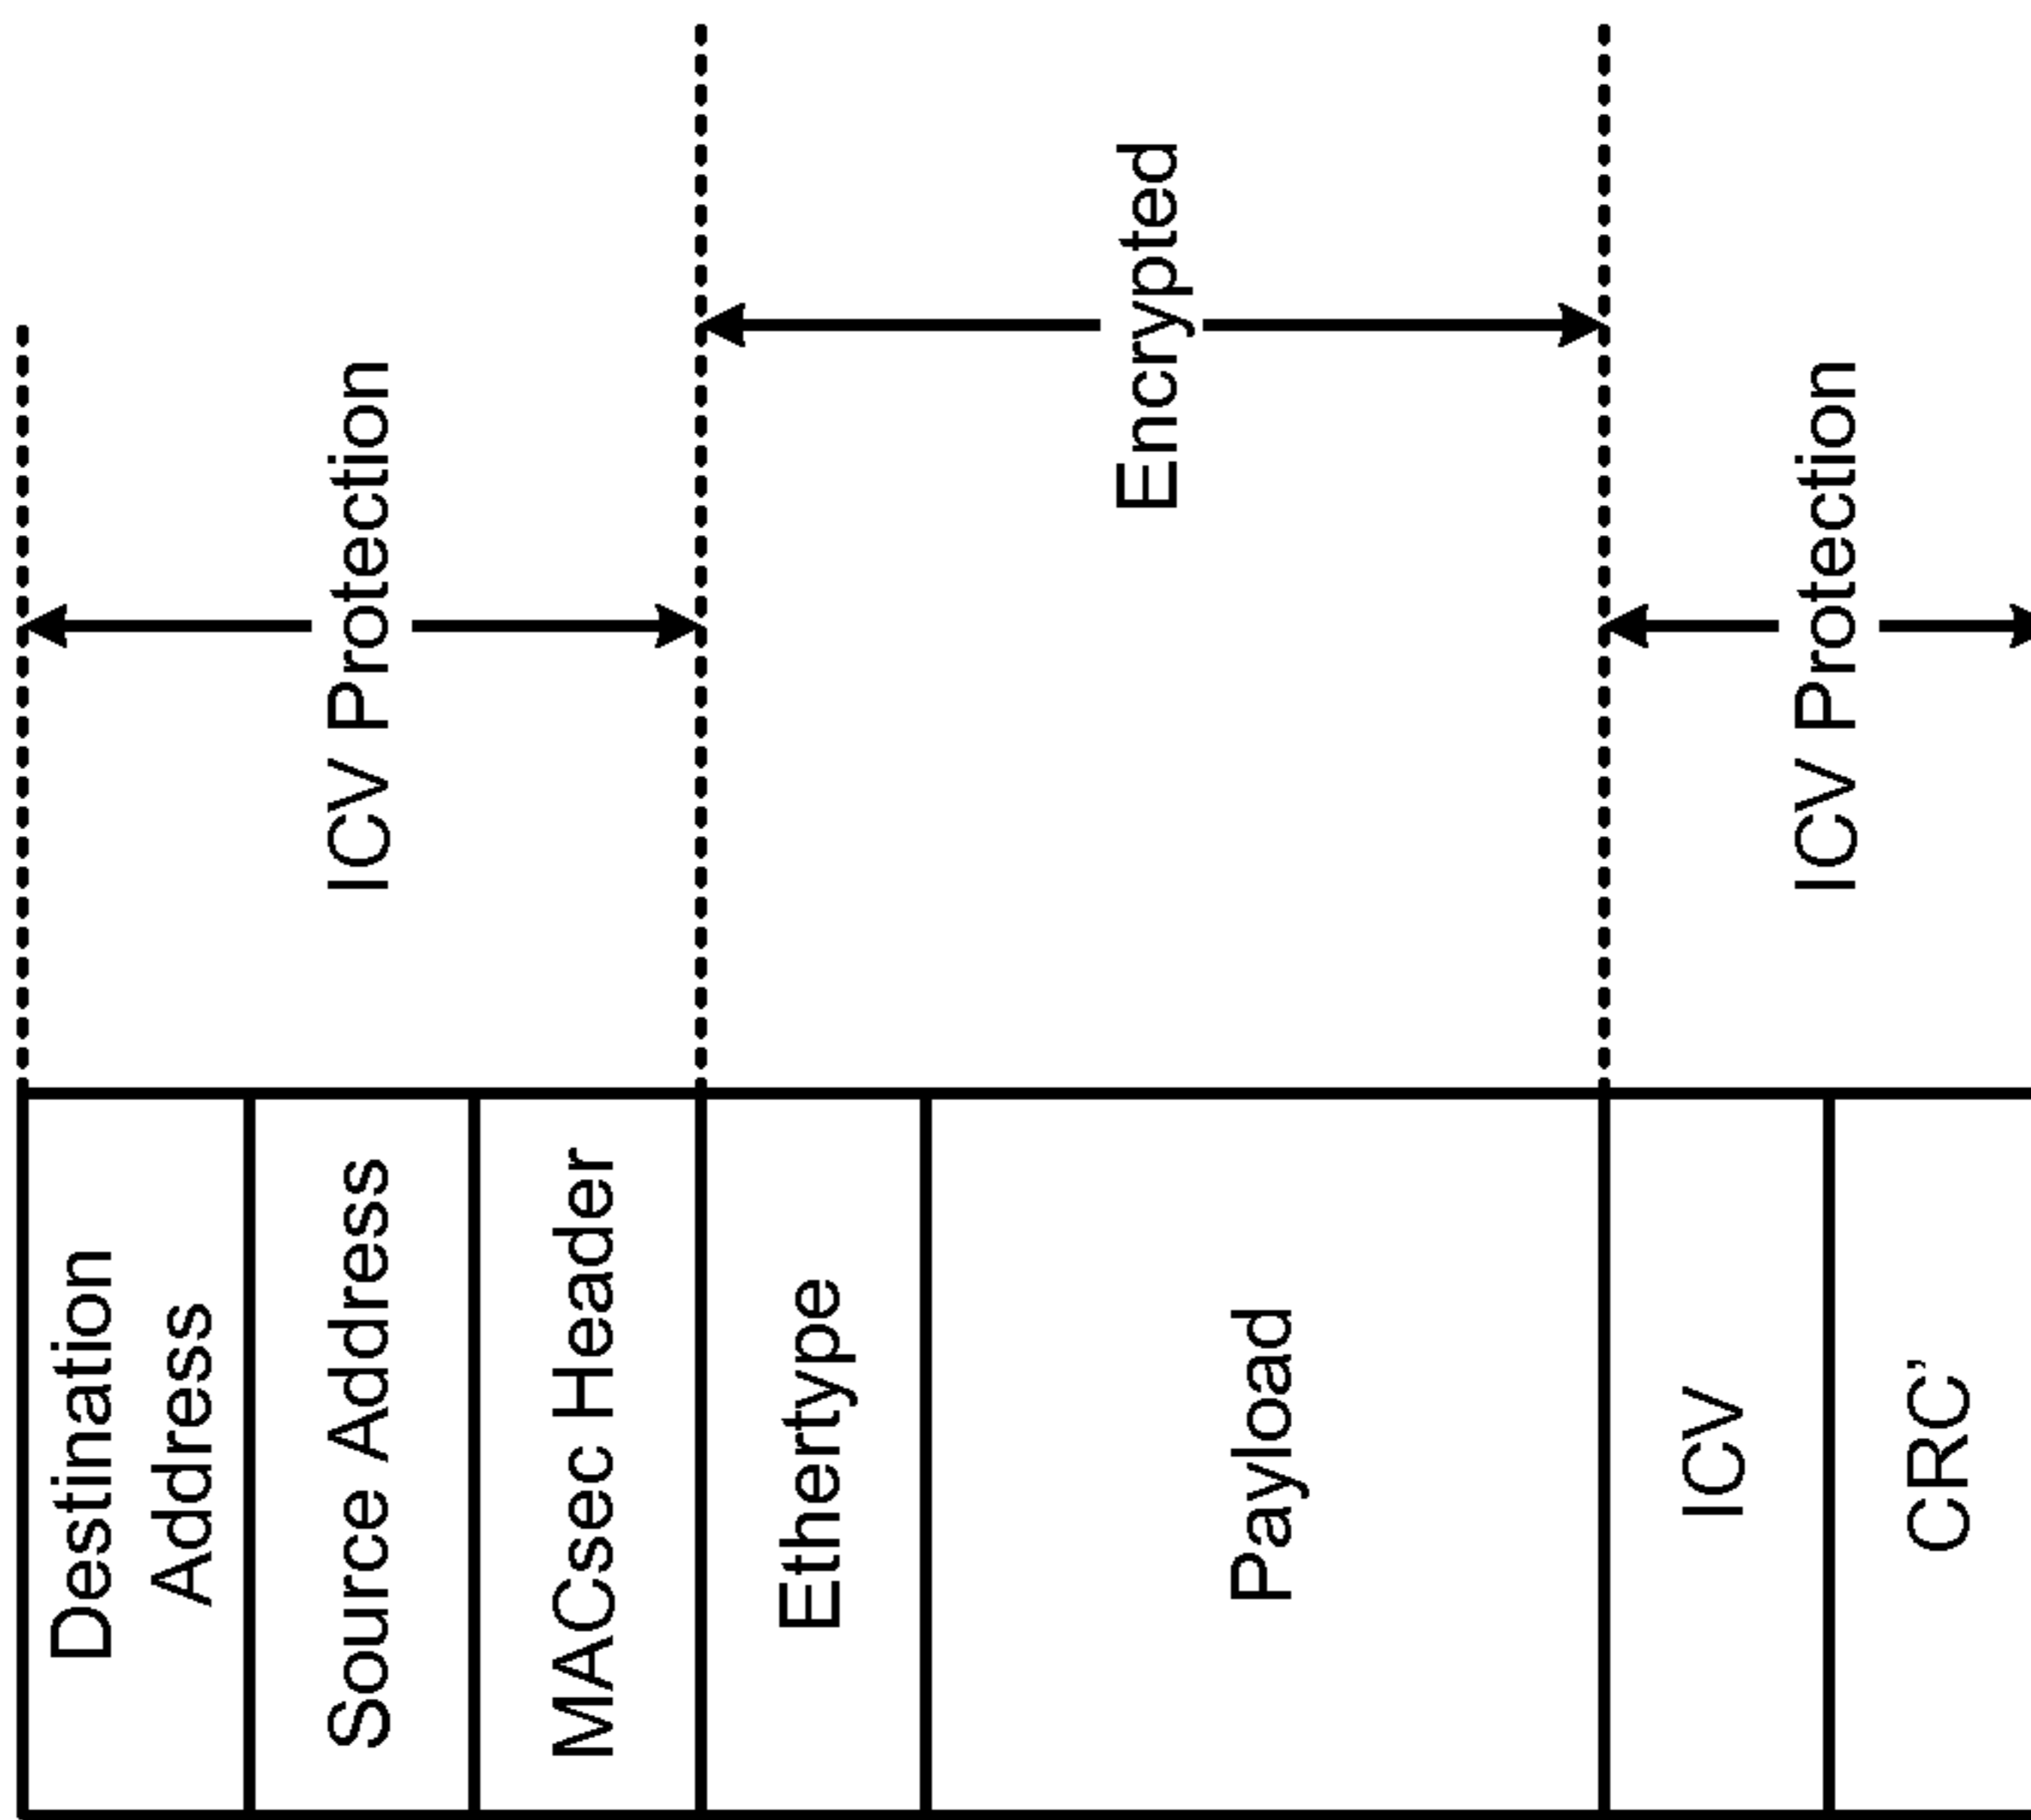 Destination
Address
Source Address
MACsec Header
Ethertype
Payload
ICV
CRC’
ICV Protection
Encrypted
ICV Protection